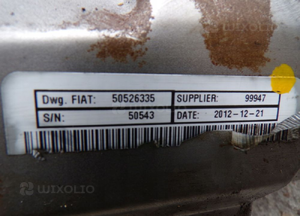 Dwg. FIAT: 50526335 SUPPLIER: 99947
S/N: 50543 DATE: 2012-12-21
WIXOLIO